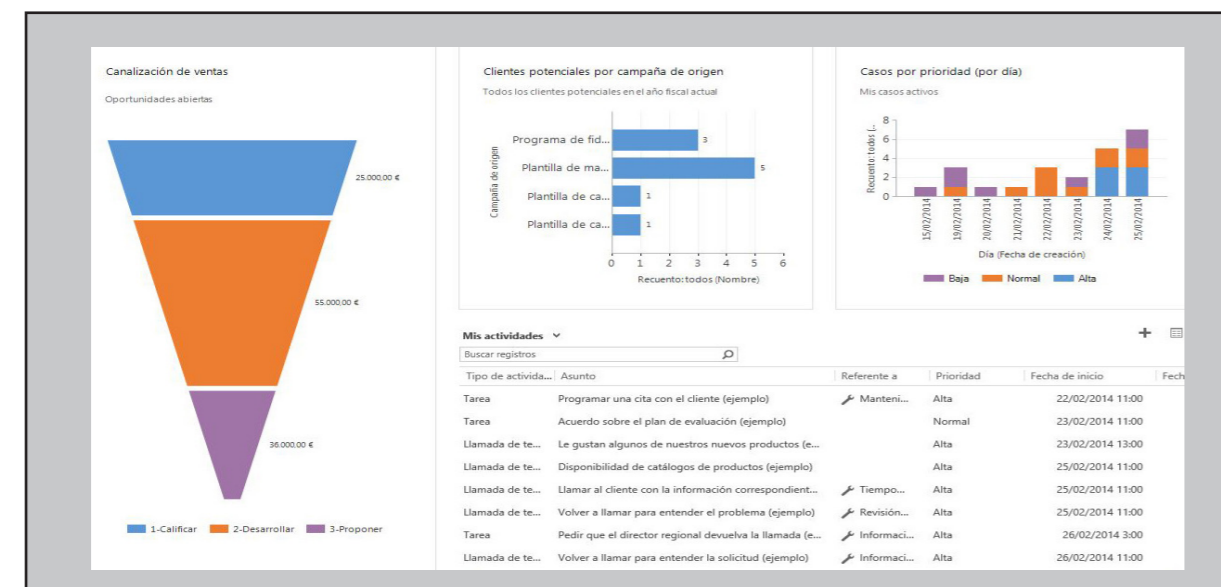 Canalización de ventas
Oportunidades abiertas
25.000,00 €
55.000,00 €
36.000,00 €
1-Calificar 2-Desarrollar 3-Proponer
Clientes potenciales por campaña de origen
Todos los clientes potenciales en el año fiscal actual
Campaña de origen
Programa de fid... 3
Plantilla de ma... 5
Plantilla de ca... 1
Plantilla de ca... 1
0 1 2 3 4 5 6
Recuento: todos (Nombre)
Casos por prioridad (por día)
Mis casos activos
Recuento: todos (...
8
6
4
2
0
15/02/2014
19/02/2014
20/02/2014
21/02/2014
22/02/2014
23/02/2014
24/02/2014
25/02/2014
Día (Fecha de creación)
Baja Normal Alta
Mis actividades
Buscar registros
Tipo de activida... Asunto Referente a Prioridad Fecha de inicio Fech
Tarea Programar una cita con el cliente (ejemplo) Manteni... Alta 22/02/2014 11:00
Tarea Acuerdo sobre el plan de evaluación (ejemplo) Normal 23/02/2014 11:00
Llamada de te... Le gustan algunos de nuestros nuevos productos (e... Alta 23/02/2014 13:00
Llamada de te... Disponibilidad de catálogos de productos (ejemplo) Alta 25/02/2014 11:00
Llamada de te... Llamar al cliente con la información correspondient... Tiempo... Alta 25/02/2014 11:00
Llamada de te... Volver a llamar para entender el problema (ejemplo) Revisión... Alta 25/02/2014 11:00
Tarea Pedir que el director regional devuelva la llamada (e... Informaci... Alta 26/02/2014 3:00
Llamada de te... Volver a llamar para entender la solicitud (ejemplo) Informaci... Alta 26/02/2014 11:00